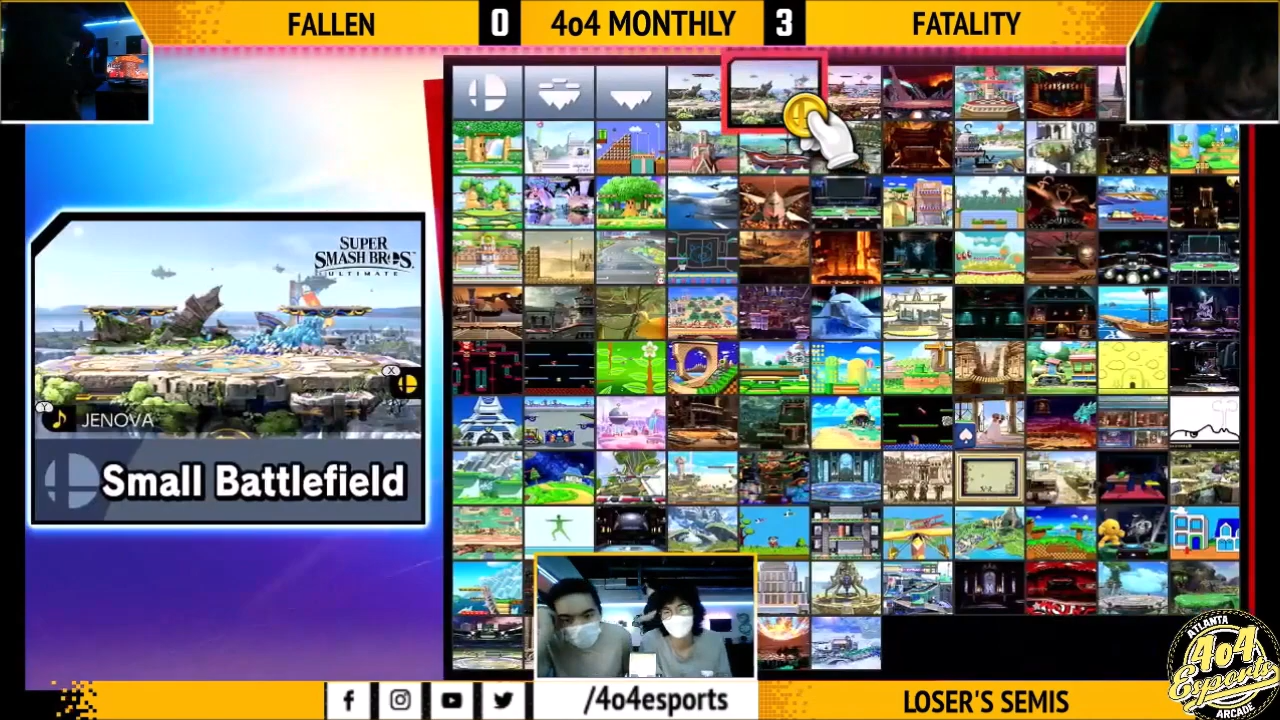 FALLEN
0
4o4 MONTHLY
3
FATALITY
SUPER
SMASH BROS.
ULTIMATE
X
Y
JENOVA
Small Battlefield
/4o4esports
LOSER'S SEMIS
ATLANTA
4o4
Esports
ARCADE